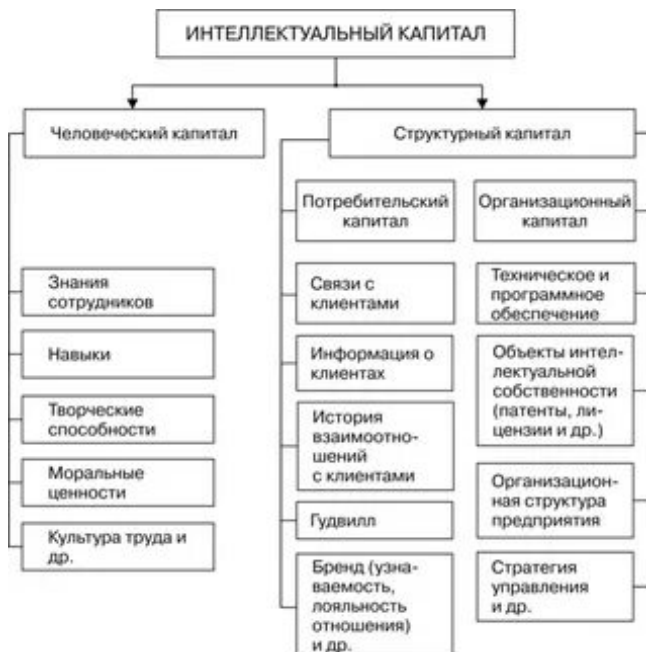 ИНТЕЛЛЕКТУАЛЬНЫЙ КАПИТАЛ
Человеческий капитал
Знания
сотрудников
Навыки
Творческие
способности
Моральные
ценности
Культура труда и
др.
Структурный капитал
Потребительский
капитал
Связи с
клиентами
Информация о
клиентах
История
взаимоотно-
шений
с клиентами
Гудвилл
Бренд (узна-
ваемость,
лояльность
отношения)
и др.
Организационный
капитал
Техническое и
программное
обеспечение
Объекты интел-
лектуальной
собственности
(патенты, ли-
цензии и др.)
Организацион-
ная структура
предприятия
Стратегия
управления
и др.